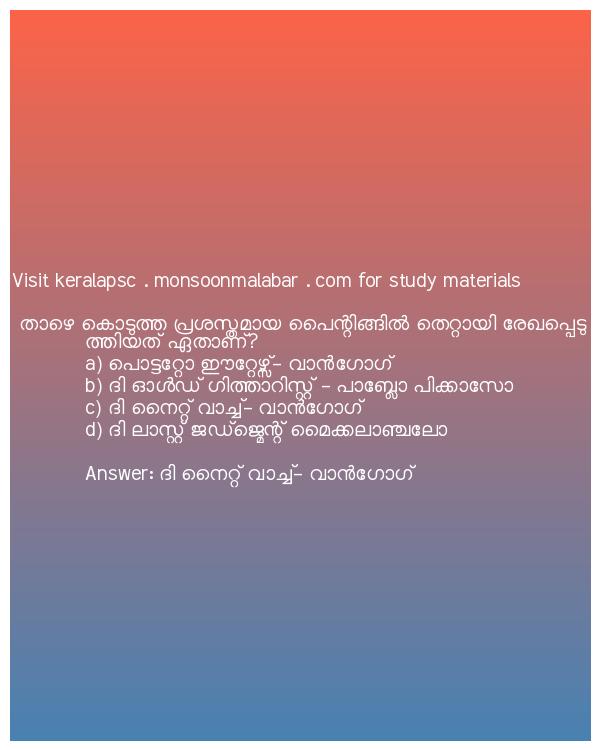 Visit keralapsc . monsoonmalabar . com for study materials
താഴെ കൊടുത്ത പ്രശസ്തമായ പൈന്റിങ്ങിൽ തെറ്റായി രേഖപ്പെടു
ത്തിയത് ഏതാണ്?
a) പൊട്ടറ്റോ ഈറ്റേഴ്സ്- വാൻഗോഗ്
b) ദി ഓൾഡ് ഗിത്താറിസ്റ്റ് - പാബ്ലോ പിക്കാസോ
c) ദി നൈറ്റ് വാച്ച്- വാൻഗോഗ്
d) ദി ലാസ്റ്റ് ജഡ്ജ്മെന്റ് മൈക്കലാഞ്ചലോ
Answer: ദി നൈറ്റ് വാച്ച്- വാൻഗോഗ്